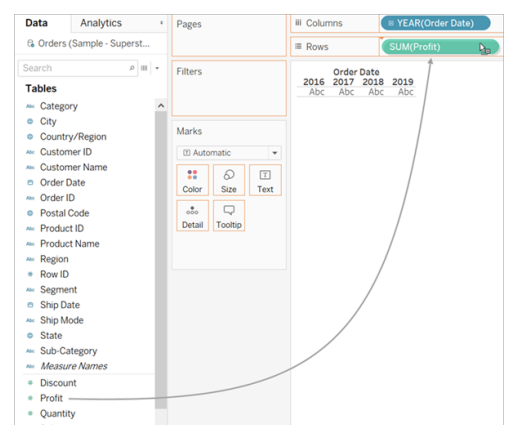 Data Analytics
Orders (Sample - Superst...
Search
Tables
Abc Category
City
Country/Region
Abc Customer ID
Abc Customer Name
Order Date
Abc Order ID
Postal Code
Abc Product ID
Abc Product Name
Abc Region
Row ID
Abc Segment
Ship Date
Abc Ship Mode
State
Abc Sub-Category
Abc Measure Names
Discount
Profit
Quantity
Pages
Filters
Marks
Automatic
Color Size Text
Detail Tooltip
Columns YEAR(Order Date)
Rows SUM(Profit)
Order Date
2016 2017 2018 2019
Abc Abc Abc Abc